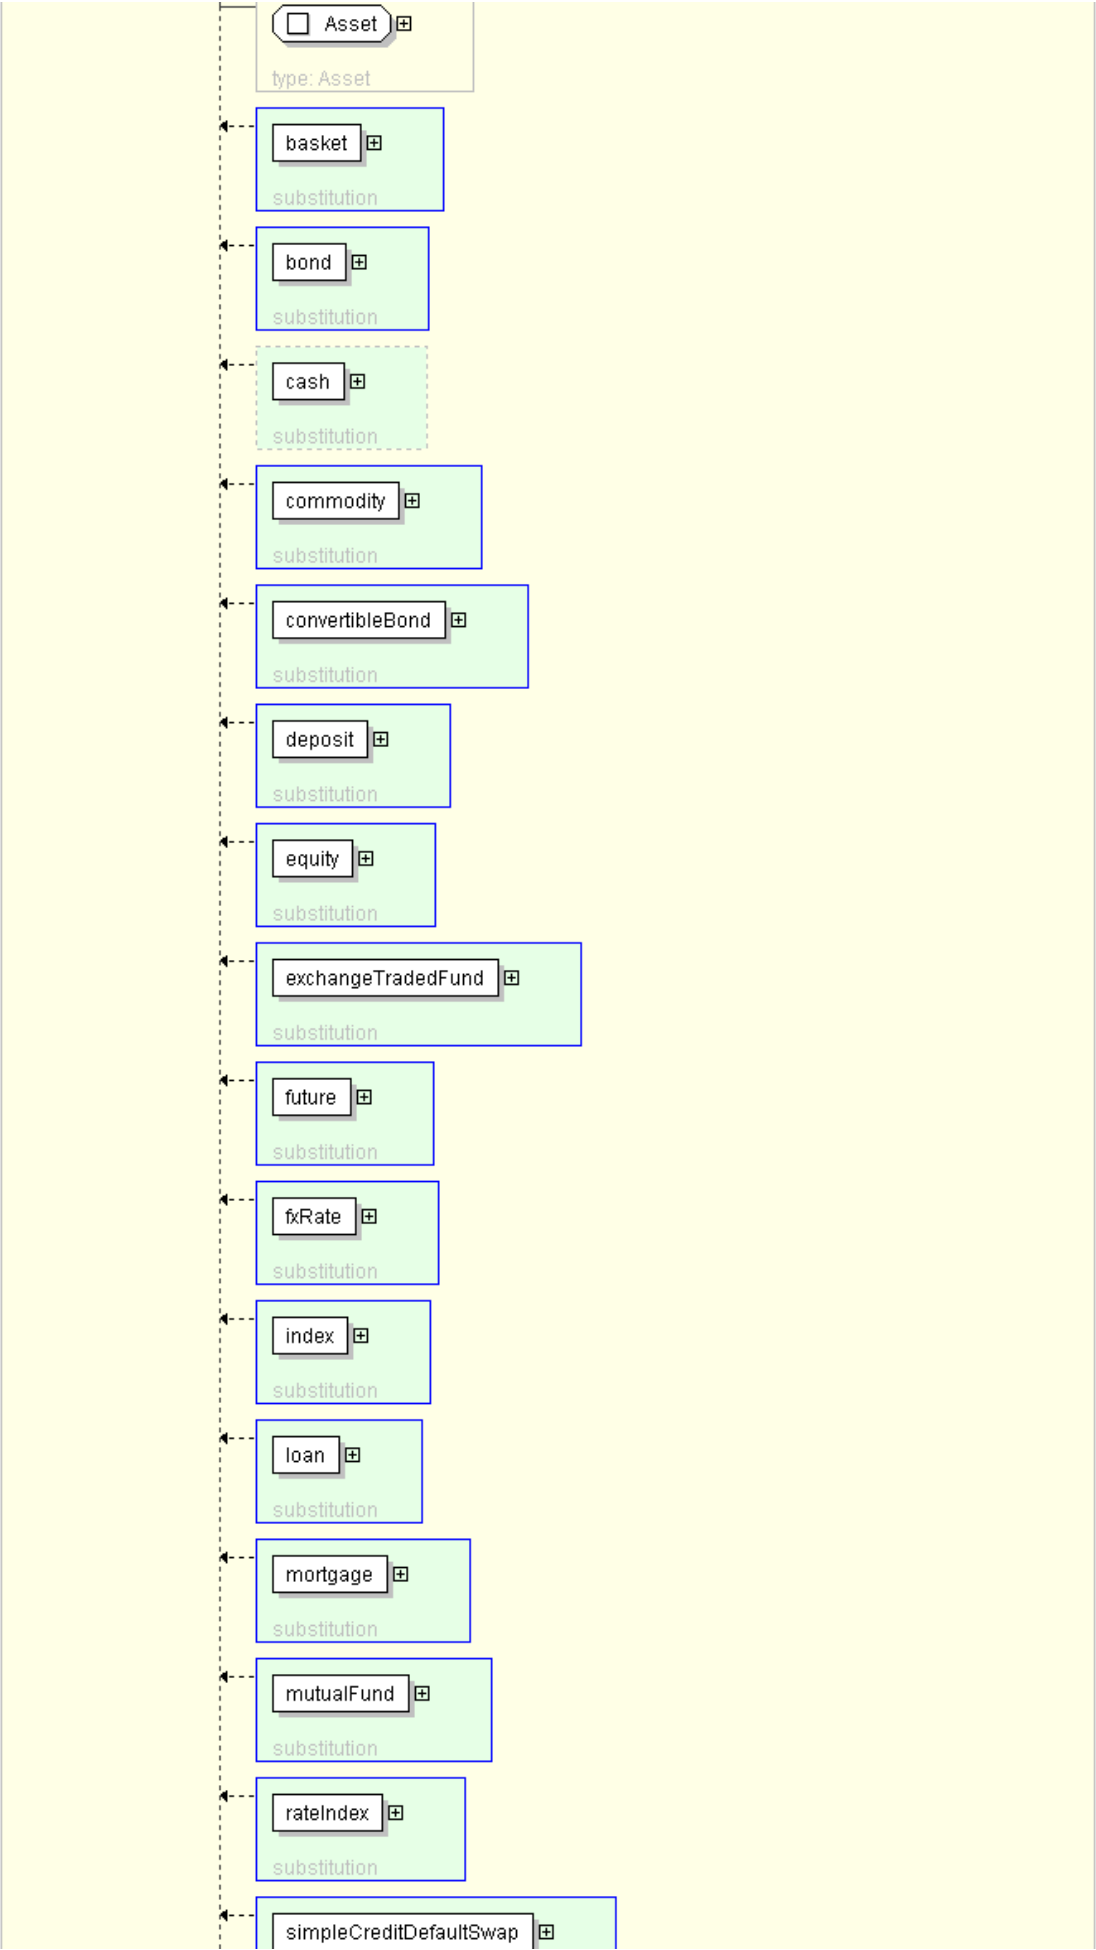 Asset
type: Asset
basket
substitution
bond
substitution
cash
substitution
commodity
substitution
convertibleBond
substitution
deposit
substitution
equity
substitution
exchangeTradedFund
substitution
future
substitution
fxRate
substitution
index
substitution
loan
substitution
mortgage
substitution
mutualFund
substitution
rateIndex
substitution
simpleCreditDefaultSwap